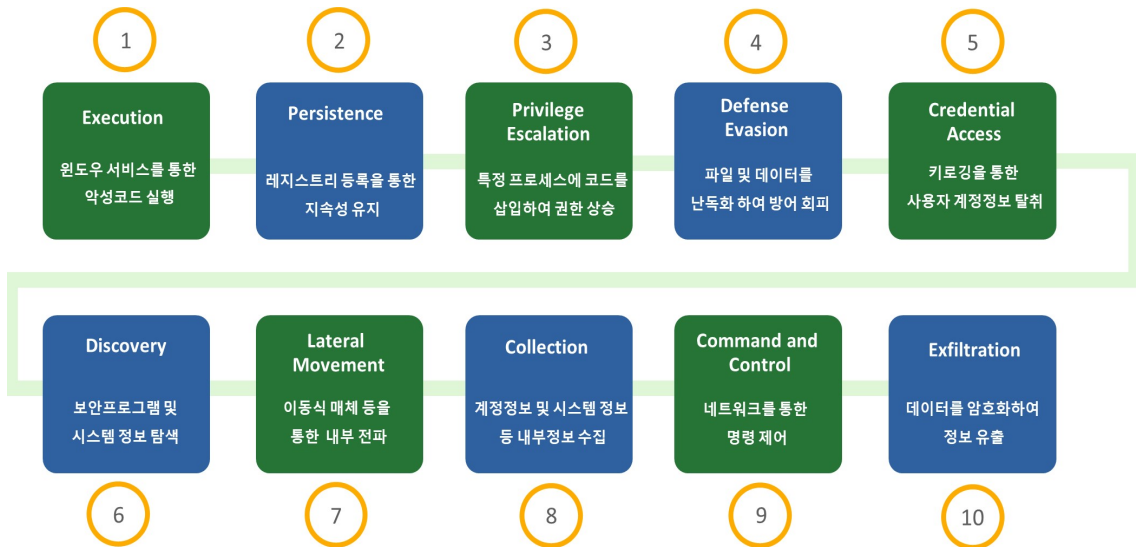 1
Execution
윈도우 서비스를 통한
악성코드 실행
2
Persistence
레지스트리 등록을 통한
지속성 유지
3
Privilege
Escalation
특정 프로세스에 코드를
삽입하여 권한 상승
4
Defense
Evasion
파일 및 데이터를
난독화 하여 방어 회피
5
Credential
Access
키로깅을 통한
사용자 계정정보 탈취
Discovery
보안프로그램 및
시스템 정보 탐색
6
Lateral
Movement
이동식 매체 등을
통한 내부 전파
7
Collection
계정정보 및 시스템 정보
등 내부정보 수집
8
Command and
Control
네트워크를 통한
명령 제어
9
Exfiltration
데이터를 암호화하여
정보 유출
10